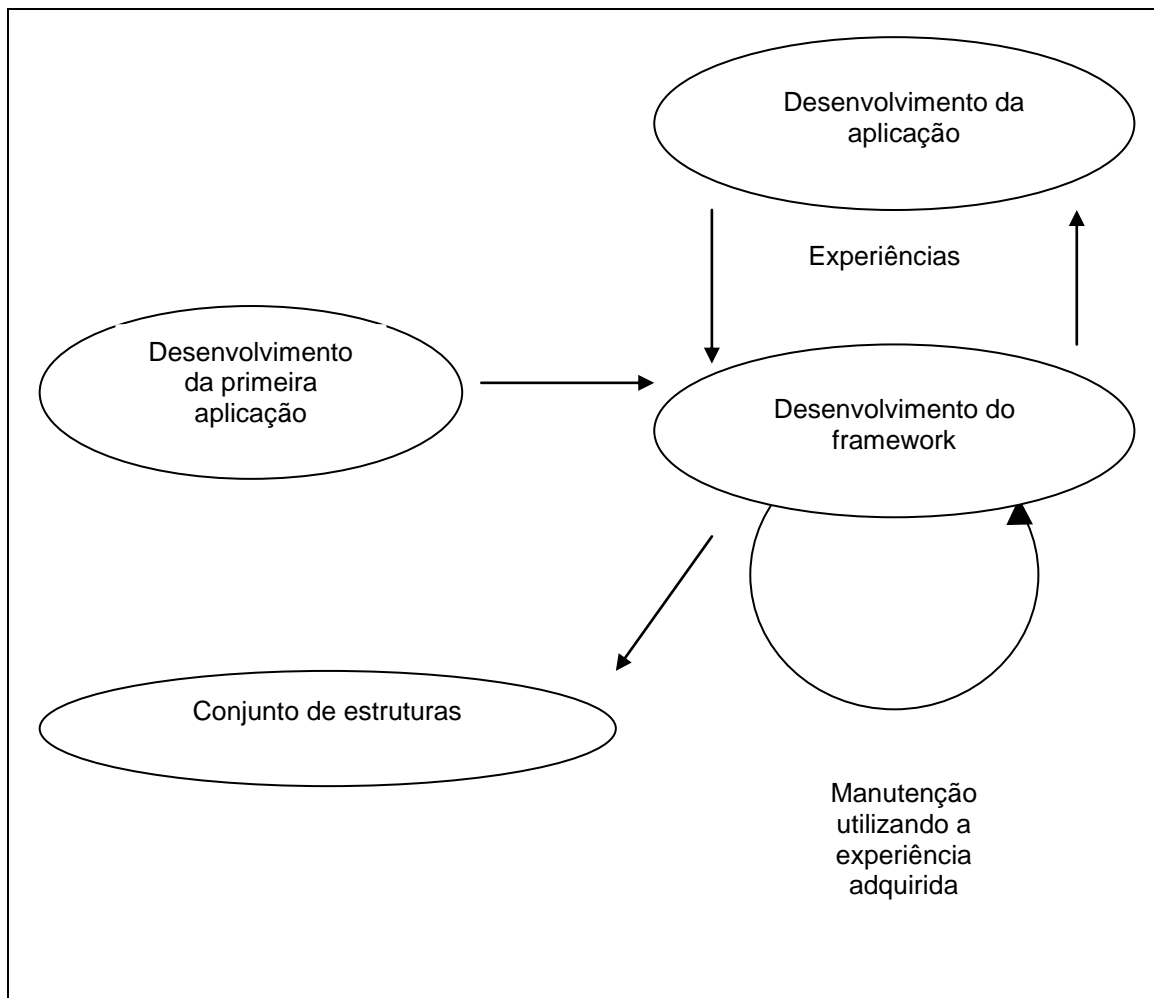 Desenvolvimento da
aplicação
Experiências
Desenvolvimento
da primeira
aplicação
Desenvolvimento do
framework
Conjunto de estruturas
Manutenção
utilizando a
experiência
adquirida